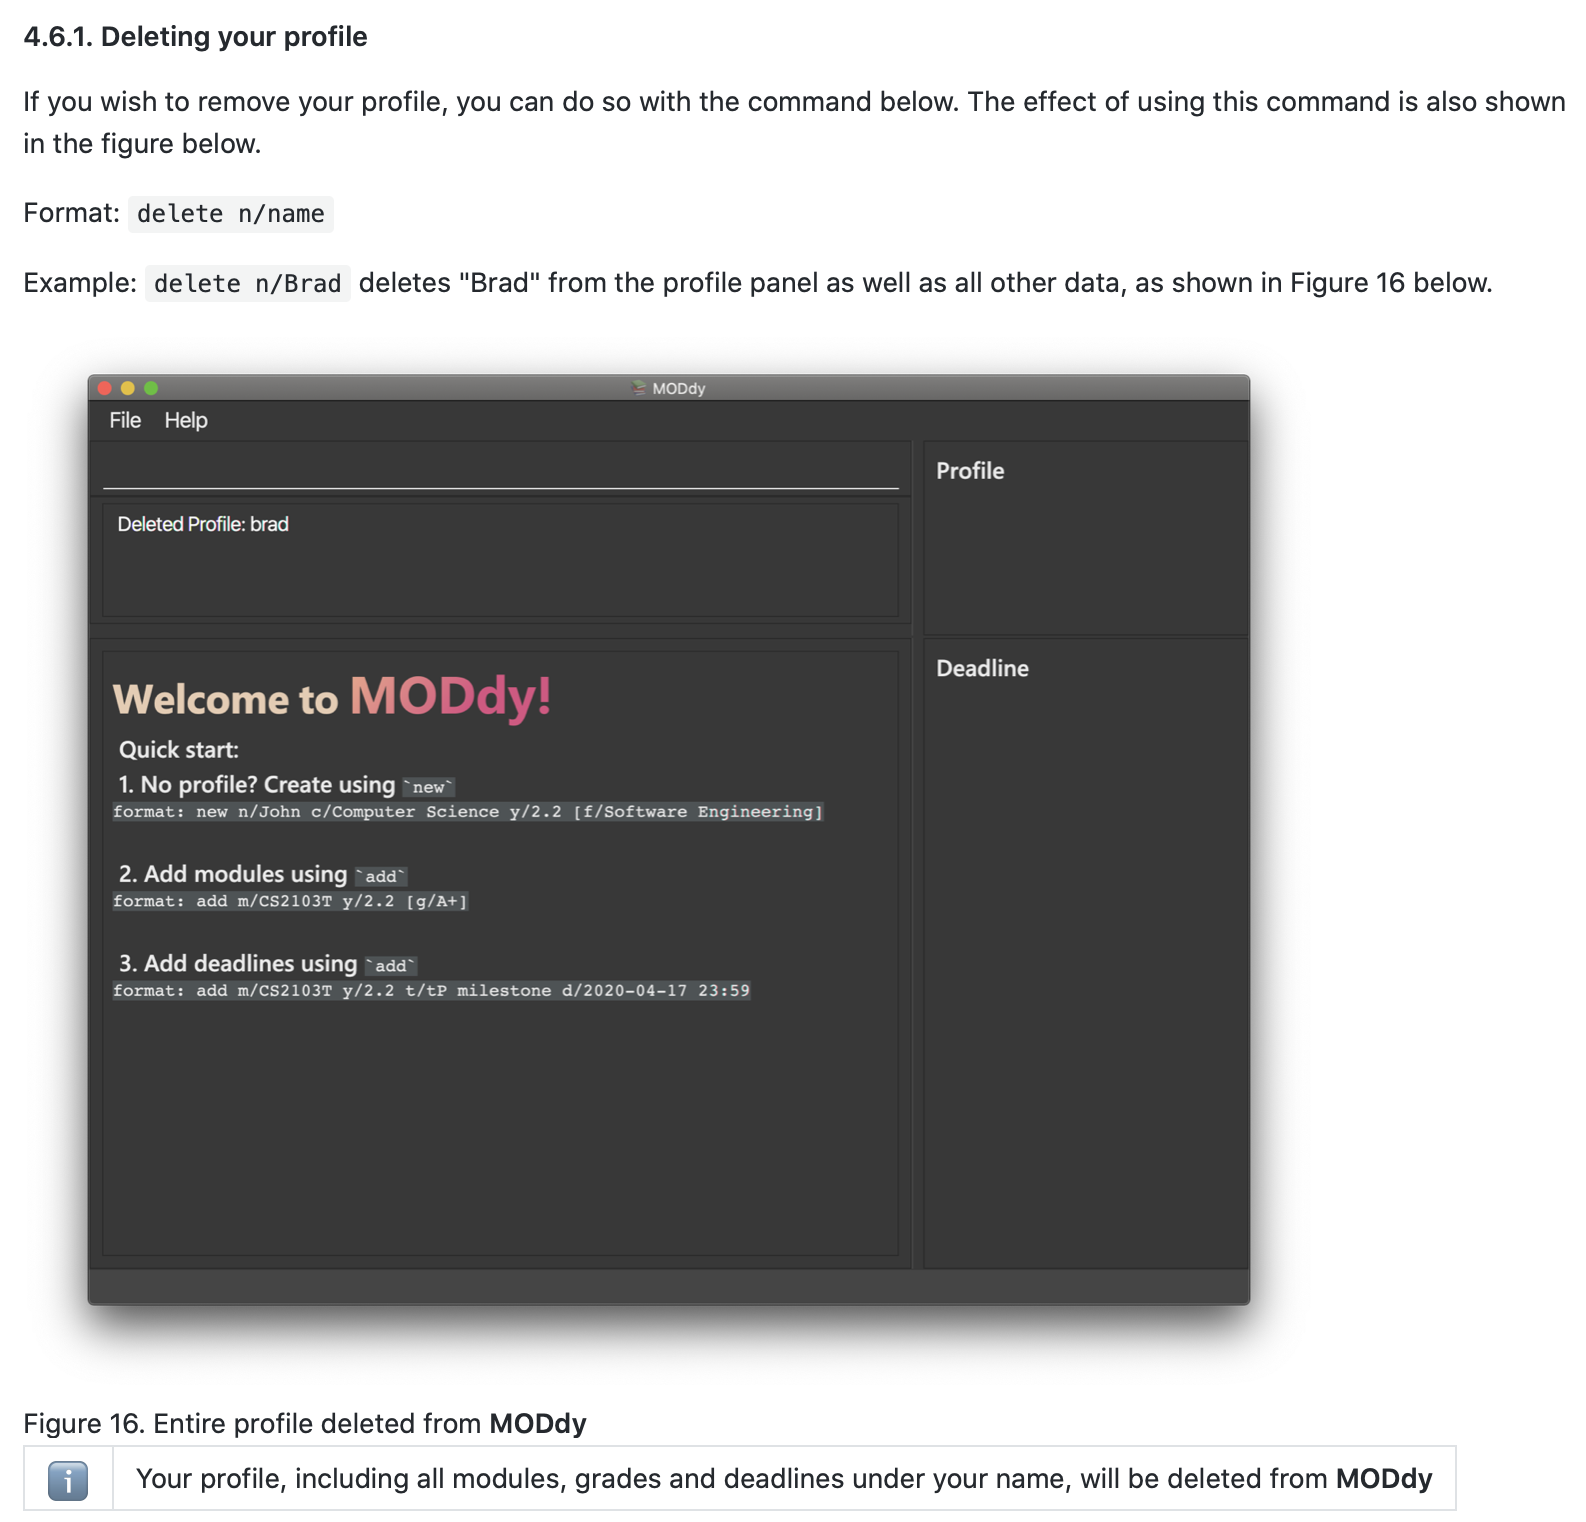 4.6.1. Deleting your profile
If you wish to remove your profile, you can do so with the command below. The effect of using this command is also shown
in the figure below.
Format: delete n/name
Example: delete n/Brad deletes "Brad" from the profile panel as well as all other data, as shown in Figure 16 below.
MODdy
File Help
Profile
Deleted Profile: brad
Deadline
Welcome to MODdy!
Quick start:
1. No profile? Create using `new`
format: new n/John c/Computer Science y/2.2 [f/Software Engineering]
2. Add modules using `add`
format: add m/CS2103T y/2.2 [g/A+]
3. Add deadlines using `add`
format: add m/CS2103T y/2.2 t/tP milestone d/2020-04-17 23:59
Figure 16. Entire profile deleted from MODdy
i
Your profile, including all modules, grades and deadlines under your name, will be deleted from MODdy